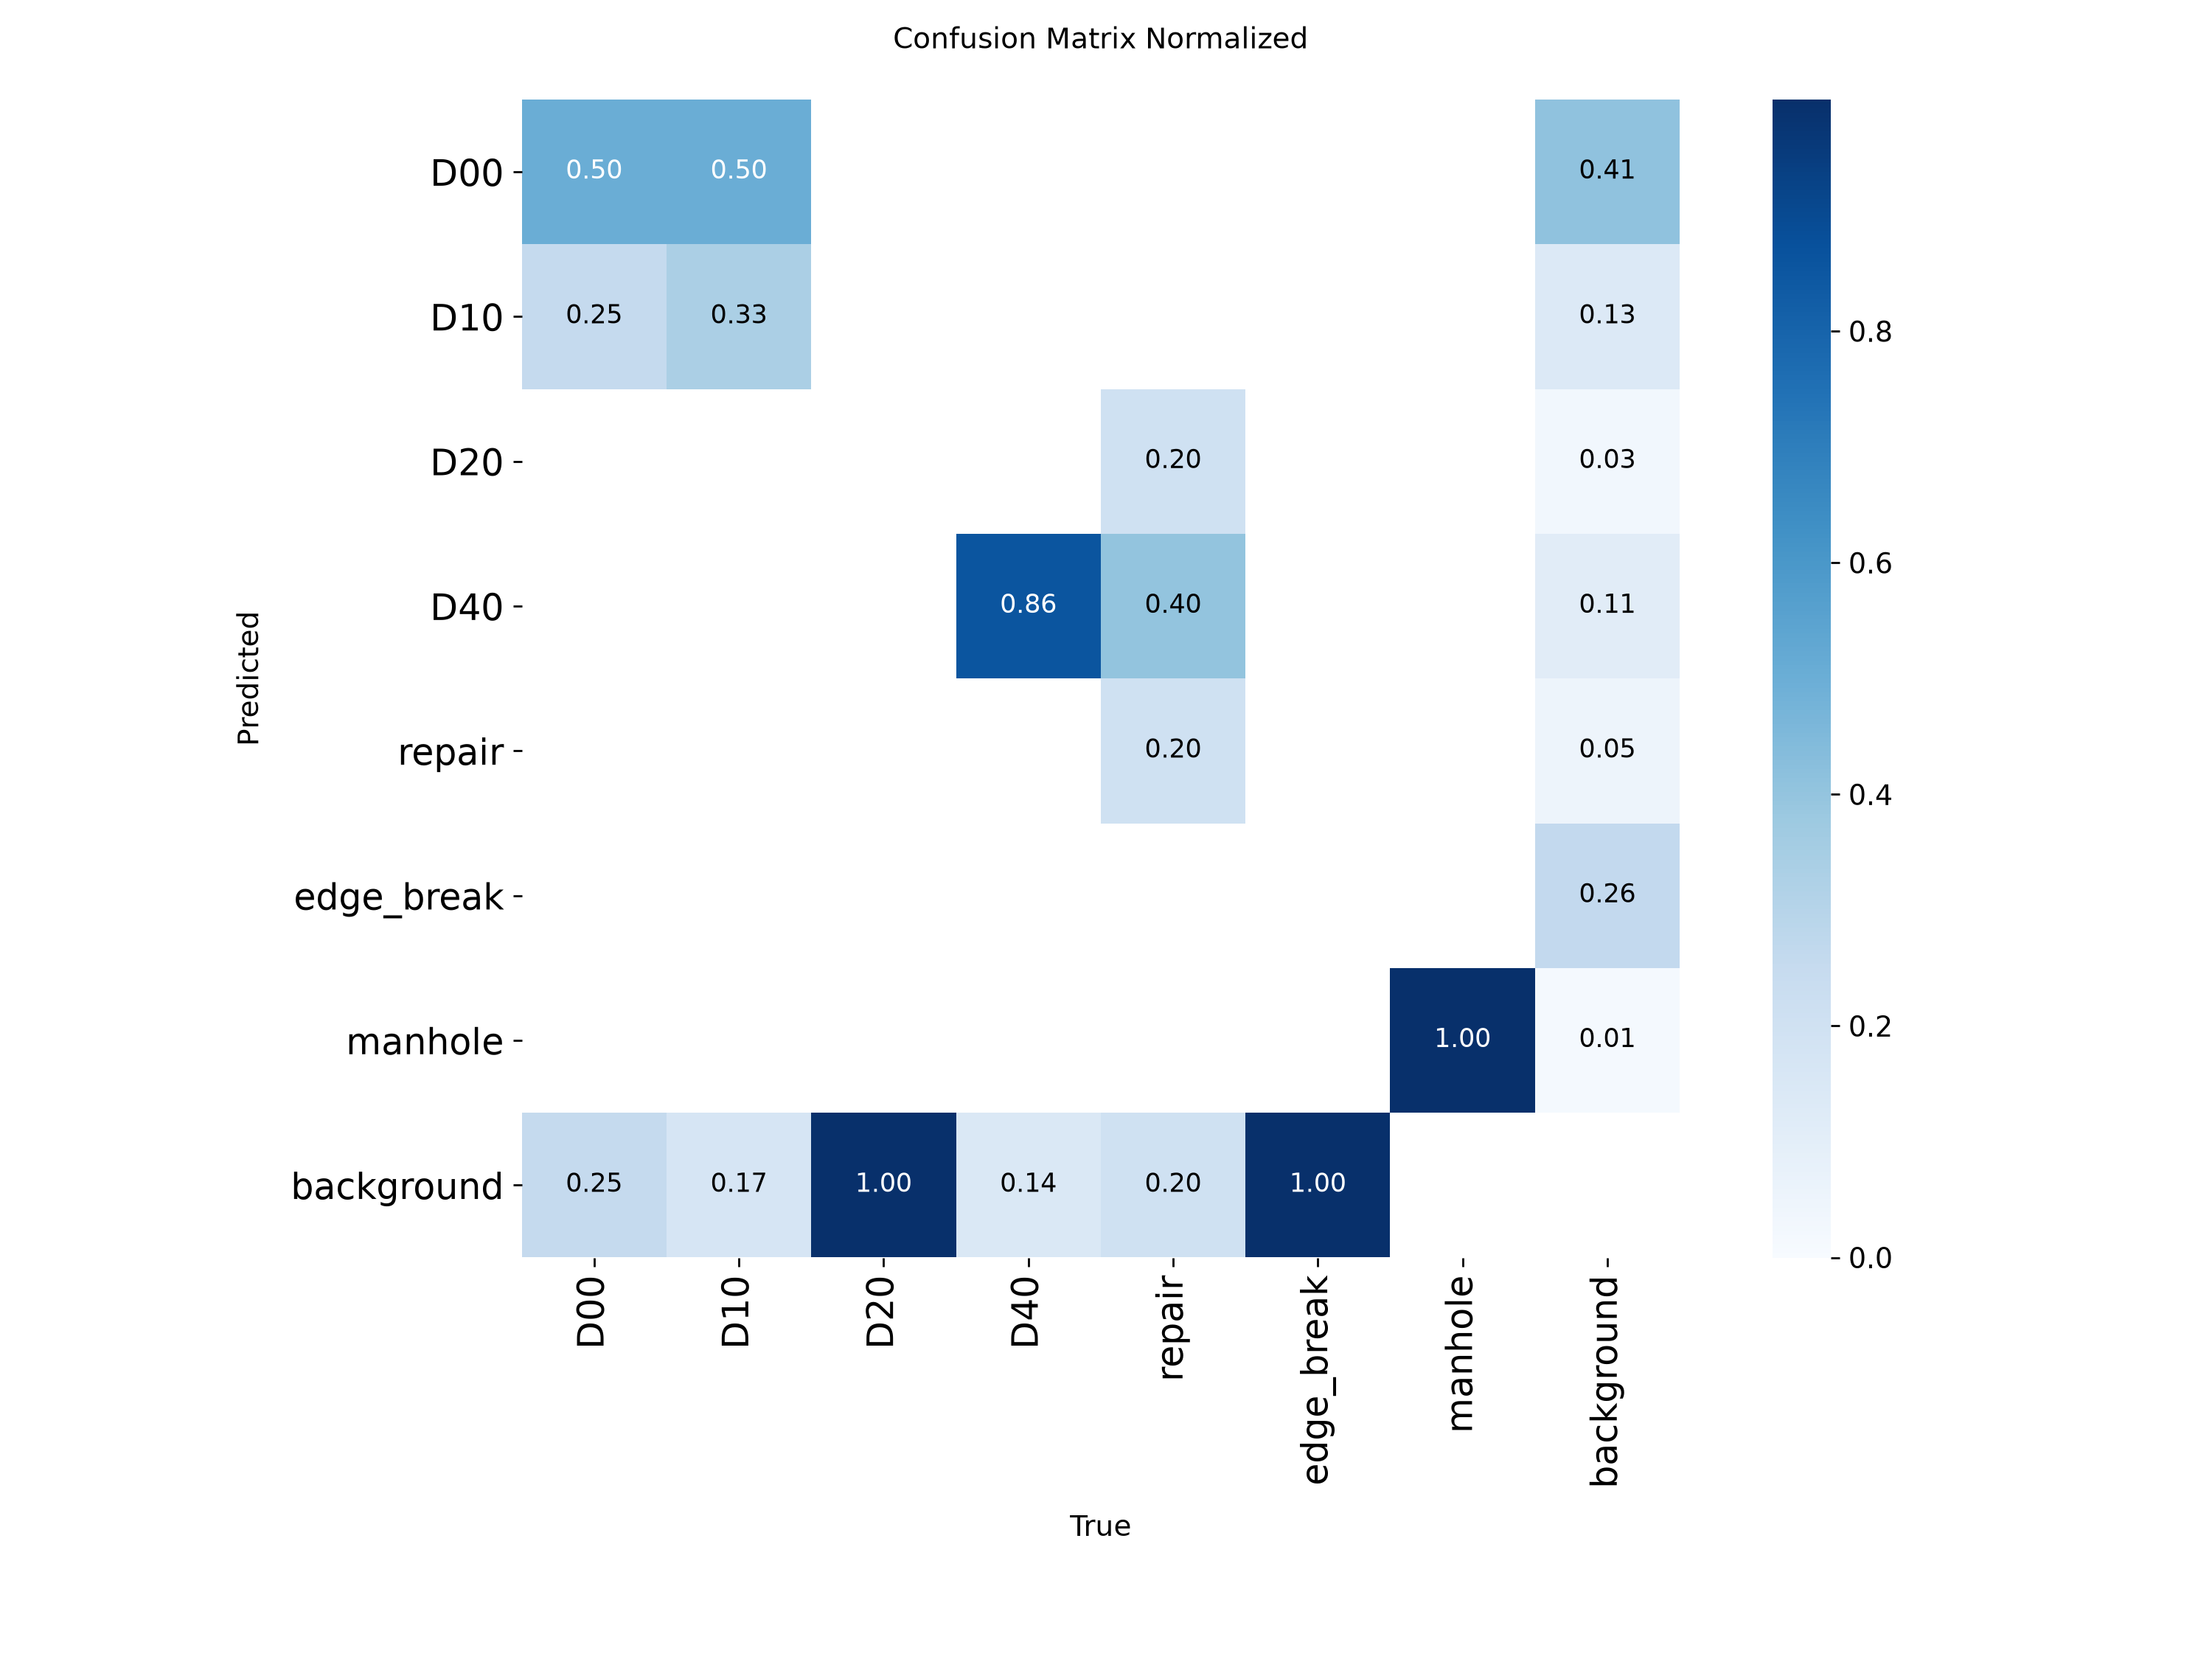 Confusion Matrix Normalized
D00
0.50
0.50
0.41
D10
0.25
0.33
0.13
D20
0.20
0.03
D40
0.86
0.40
0.11
repair
0.20
0.05
edge_break
0.26
manhole
1.00
0.01
background
0.25
0.17
1.00
0.14
0.20
1.00
Predicted
D00
D10
D20
D40
repair
edge_break
manhole
background
True
0.8
0.6
0.4
0.2
0.0